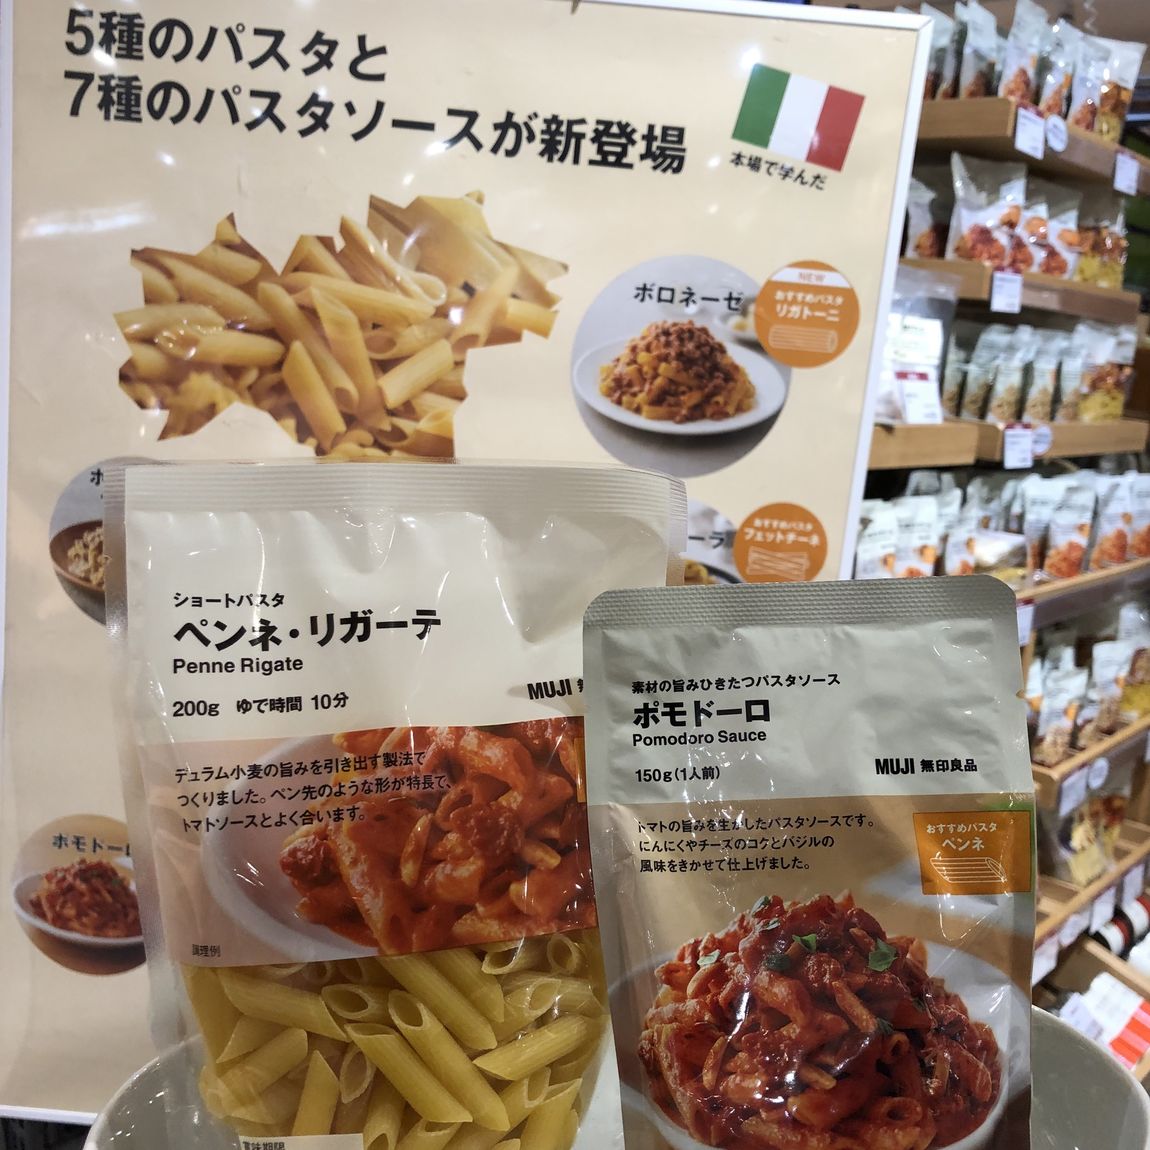 5種のパスタと
7種のパスタソースが新登場
本場で学んだ
ボロネーゼ
NEW
おすすめパスタ
リガトーニ
おすすめパスタ
フェットチーネ
ショートパスタ
ペンネ・リガーテ
Penne Rigate
200g ゆで時間 10分
MUJI
デュラム小麦の旨みを引き出す製法で
つくりました。ペン先のような形が特長で、
トマトソースとよく合います。
調理例
素材の旨みひきたつパスタソース
ポモドーロ
Pomodoro Sauce
150g(1人前)
MUJI 無印良品
トマトの旨みを生かしたパスタソースです。
にんにくやチーズのコクとバジルの
風味をきかせて仕上げました。
おすすめパスタ
ペンネ
ポモドー